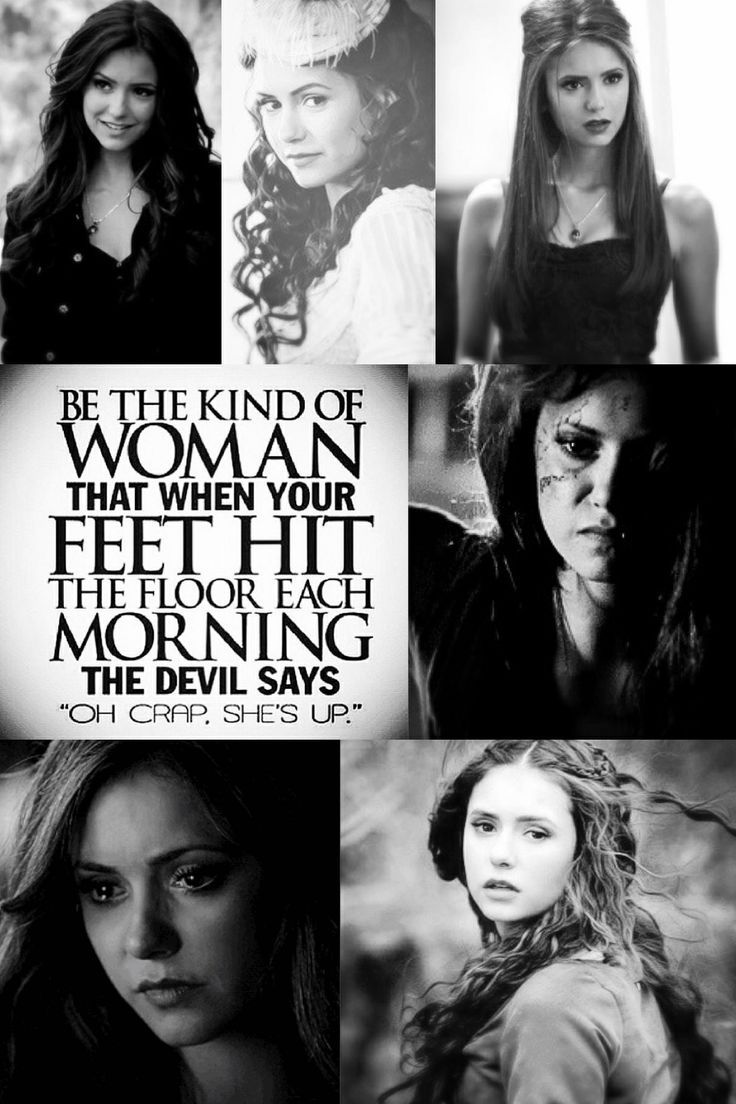 BE THE KIND OF
WOMAN
THAT WHEN YOUR
FEET HIT
THE FLOOR EACH
MORNING
THE DEVIL SAYS
"OH CRAP, SHE'S UP."